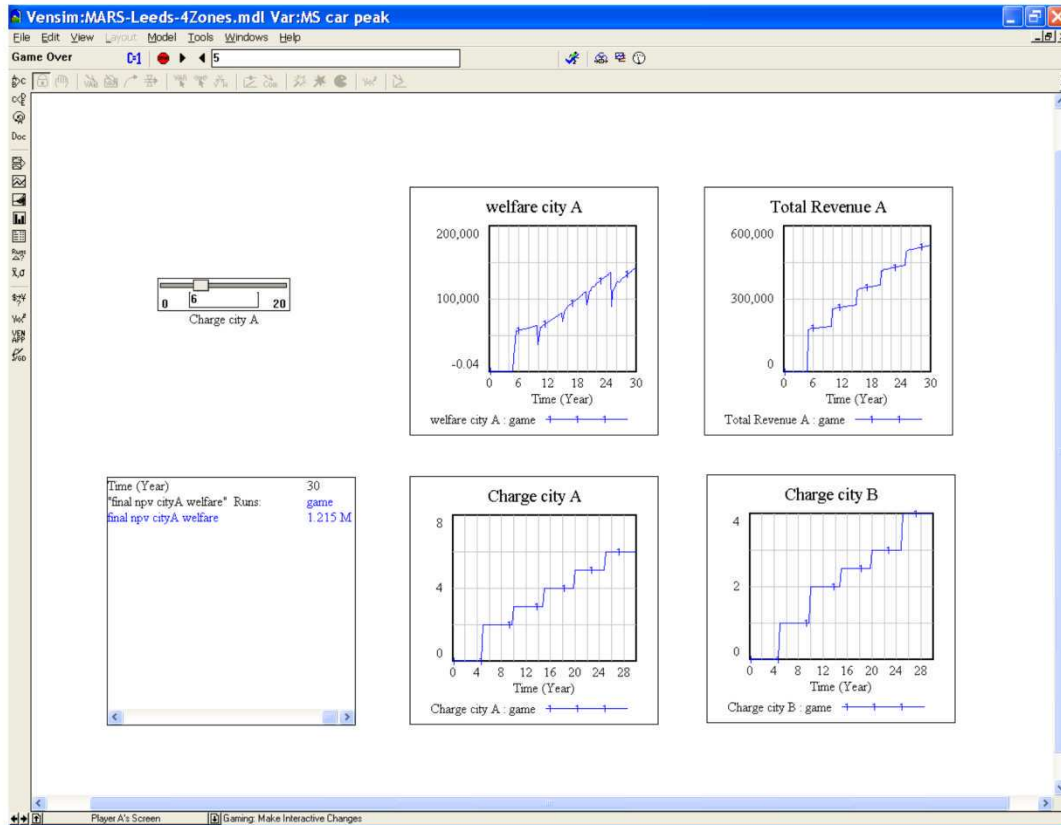 Vensim:MARS-Leeds-4Zones.mdl Var:MS car peak
File Edit View Layout Model Tools Windows Help
Game Over
5
Doc
welfare city A
200,000
100,000
-0.04
0 6 12 18 24 30
Time (Year)
welfare city A : game
Total Revenue A
600,000
300,000
0
0 6 12 18 24 30
Time (Year)
Total Revenue A : game
0 6 20
Charge city A
Time (Year) 30
"final npv cityA welfare" Runs: game
final npv cityA welfare 1.215 M
Charge city A
8
4
0
0 4 8 12 16 20 24 28
Time (Year)
Charge city A : game
Charge city B
4
2
0
0 4 8 12 16 20 24 28
Time (Year)
Charge city B : game
Player A's Screen
Gaming: Make Interactive Changes